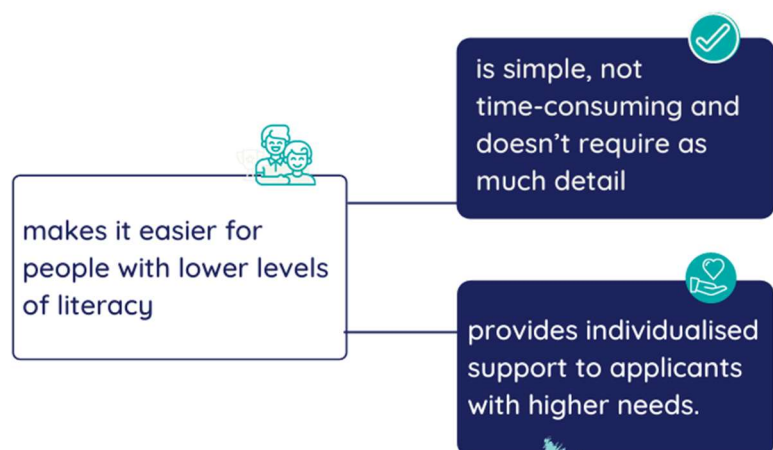 makes it easier for
people with lower levels
of literacy
is simple, not
time-consuming and
doesn't require as
much detail
provides individualised
support to applicants
with higher needs.